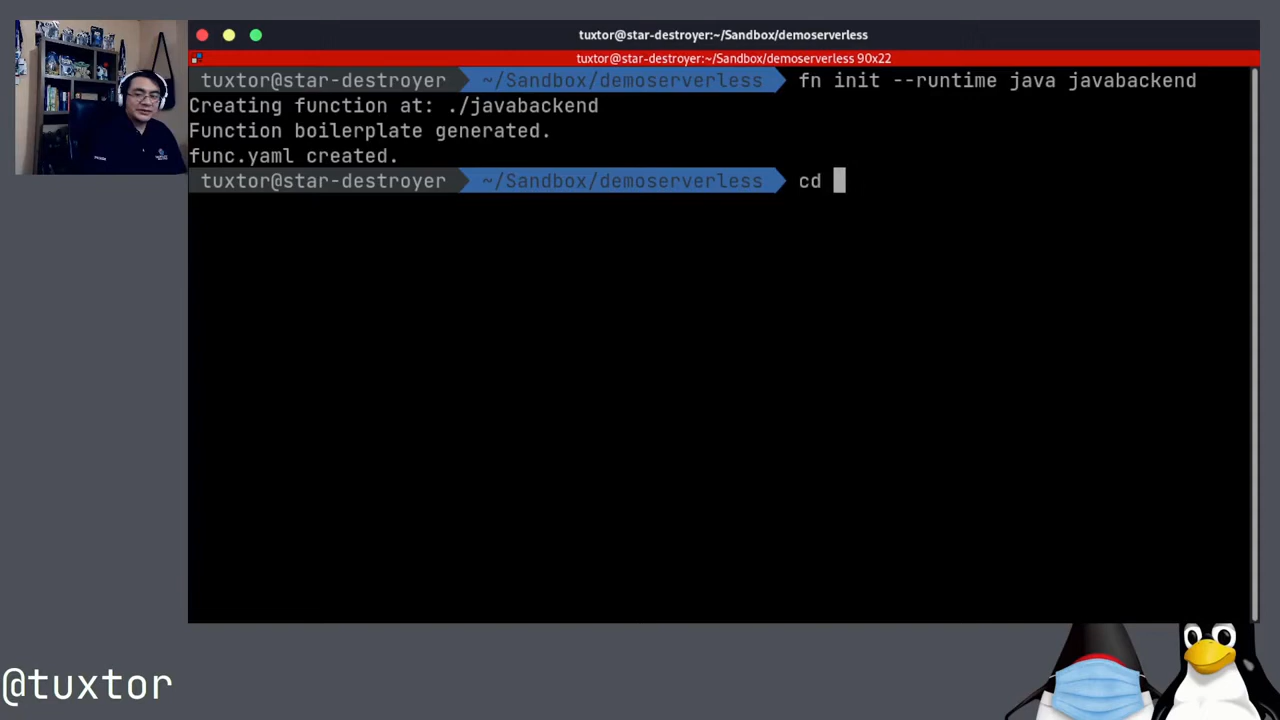 tuxtor@star-destroyer:~/Sandbox/demoserverless
tuxtor@star-destroyer:~/Sandbox/demoserverless 90x22
tuxtor@star-destroyer ~/Sandbox/demoserverless fn init --runtime java javabackend
Creating function at: ./javabackend
Function boilerplate generated.
func.yaml created.
tuxtor@star-destroyer ~/Sandbox/demoserverless cd
@tuxtor